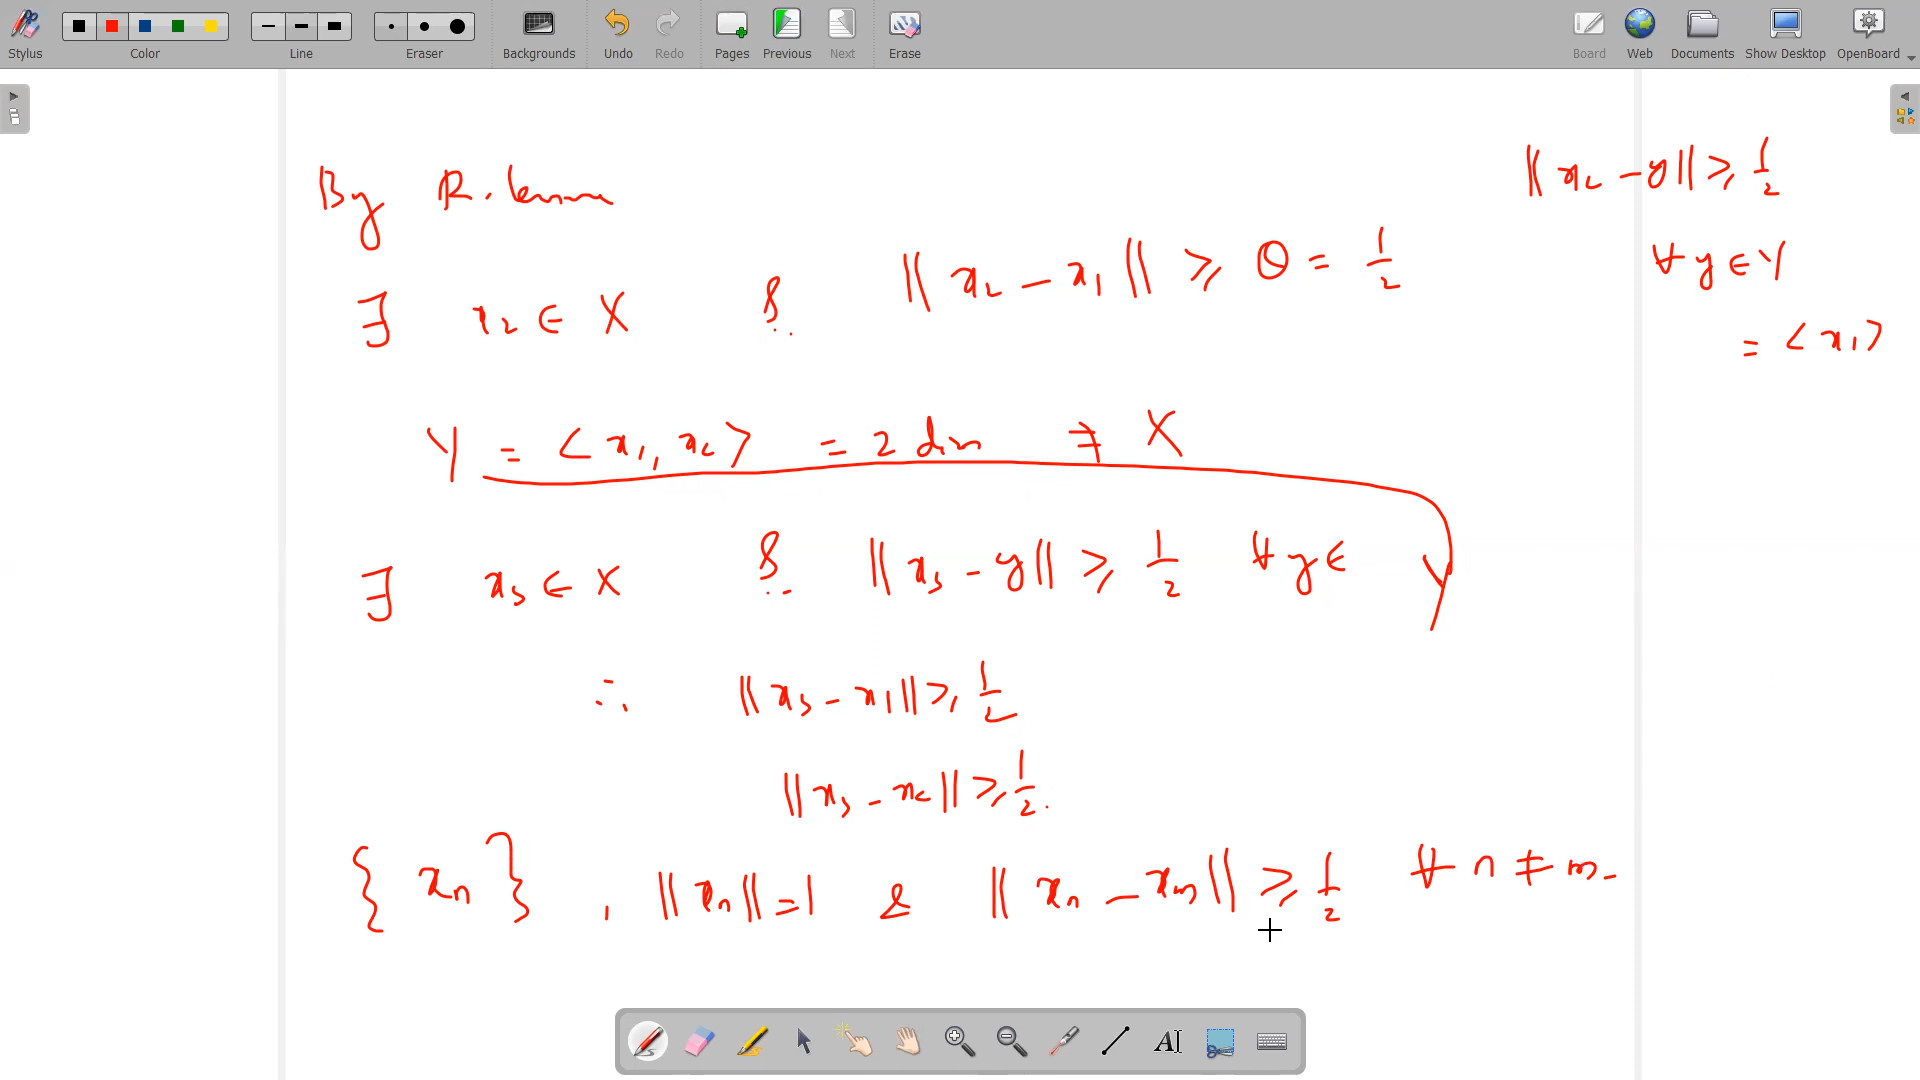 Stylus Color Line Eraser Backgrounds Undo Redo Pages Previous Next Erase Board Web Documents Show Desktop OpenBoard
By R. lemma
‖x₂ - y‖ ≥ 1/2
∀ y ∈ Y
= <x₁>
∃ x₂ ∈ X ‖x₂ - x₁‖ ≥ θ = 1/2
Y = <x₁, x₂> = 2 dim ≠ X
∃ x₃ ∈ X ‖x₃ - y‖ ≥ 1/2 ∀ y ∈ Y
∴ ‖x₃ - x₁‖ ≥ 1/2
‖x₃ - x₂‖ ≥ 1/2.
{xₙ}, ‖xₙ‖ = 1 & ‖xₙ - xₘ‖ ≥ 1/2 ∀ n ≠ m.